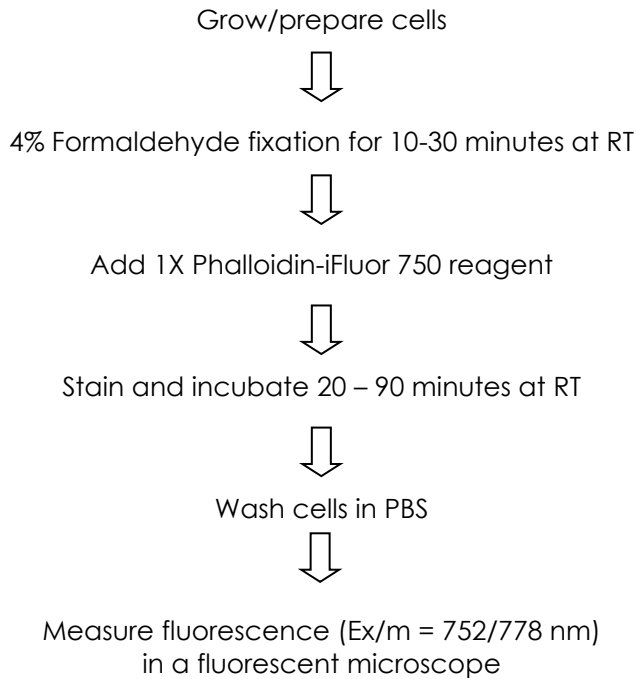 Grow/prepare cells
4% Formaldehyde fixation for 10-30 minutes at RT
Add 1X Phalloidin-iFluor 750 reagent
Stain and incubate 20 – 90 minutes at RT
Wash cells in PBS
Measure fluorescence (Ex/m = 752/778 nm)
in a fluorescent microscope